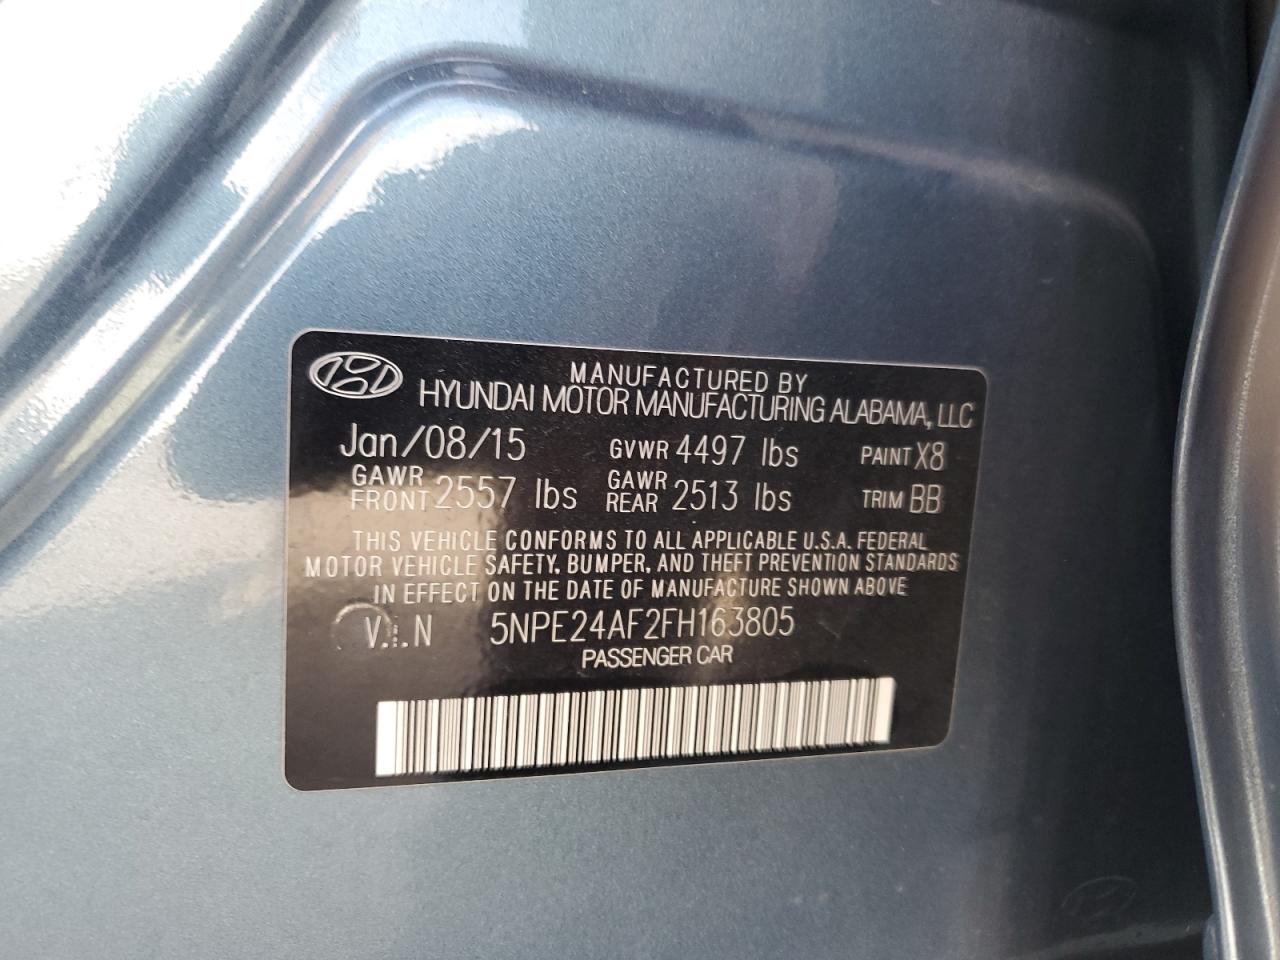 MANUFACTURED BY
HYUNDAI MOTOR MANUFACTURING ALABAMA, LLC
Jan/08/15 GVWR 4497 lbs PAINT X8
GAWR FRONT 2557 lbs GAWR REAR 2513 lbs TRIM BB
THIS VEHICLE CONFORMS TO ALL APPLICABLE U.S.A. FEDERAL
MOTOR VEHICLE SAFETY, BUMPER, AND THEFT PREVENTION STANDARDS
IN EFFECT ON THE DATE OF MANUFACTURE SHOWN ABOVE
V.I.N 5NPE24AF2FH163805
PASSENGER CAR